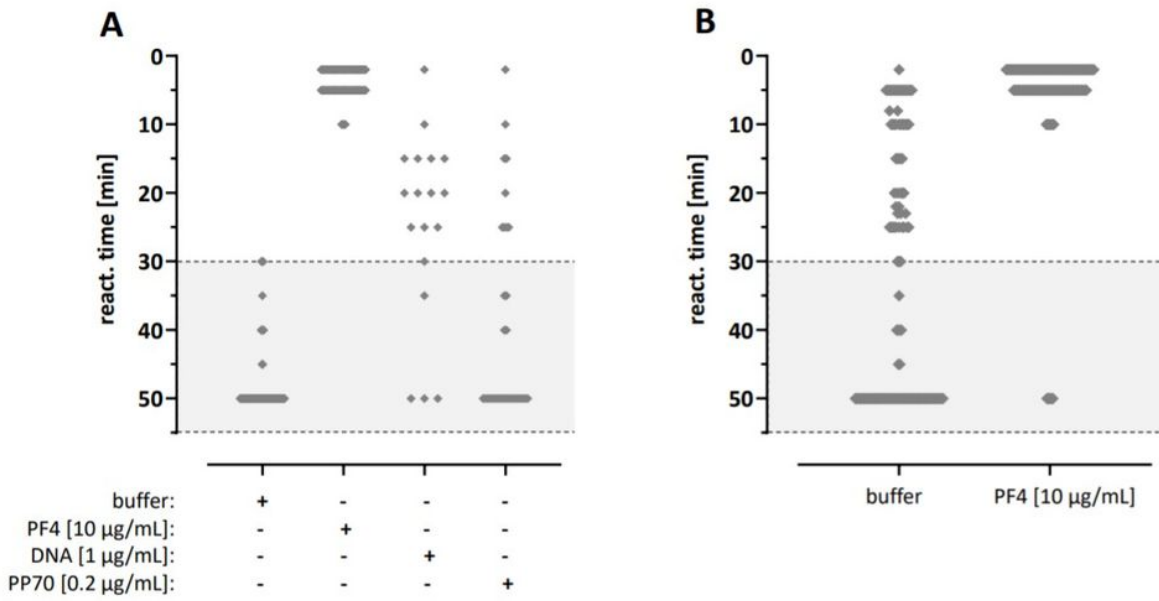 A
B
react. time [min]
0
10
20
30
40
50
react. time [min]
0
10
20
30
40
50
buffer: + - - -
PF4 [10 µg/mL]: - + - -
DNA [1 µg/mL]: - - + -
PP70 [0.2 µg/mL]: - - - +
buffer
PF4 [10 µg/mL]